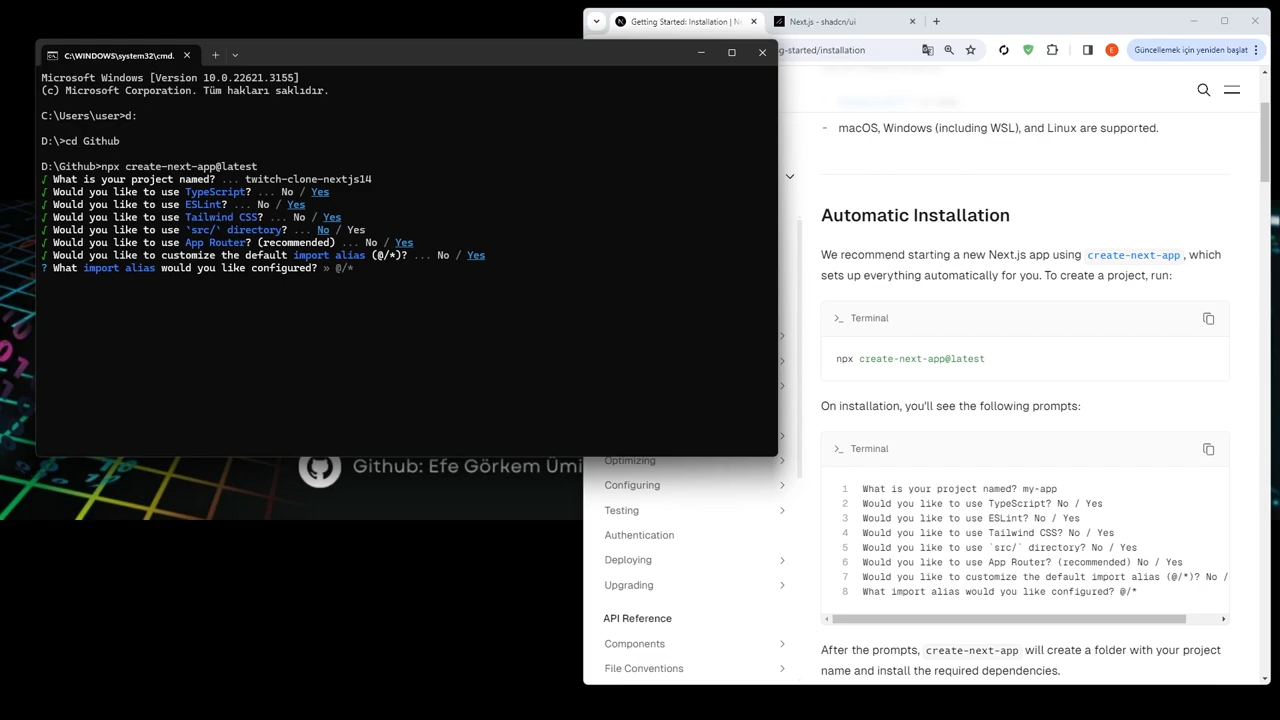 C:\WINDOWS\system32\cmd.
Microsoft Windows [Version 10.0.22621.3155]
(c) Microsoft Corporation. Tüm hakları saklıdır.
C:\Users\user>d:
D:\>cd Github
D:\Github>npx create-next-app@latest
√ What is your project named? ... twitch-clone-nextjs14
√ Would you like to use TypeScript? ... No / Yes
√ Would you like to use ESLint? ... No / Yes
√ Would you like to use Tailwind CSS? ... No / Yes
√ Would you like to use `src/` directory? ... No / Yes
√ Would you like to use App Router? (recommended) ... No / Yes
√ Would you like to customize the default import alias (@/*)? ... No / Yes
? What import alias would you like configured? » @/*
Github: Efe Görkem Ümi
Getting Started: Installation | Ne
Next.js - shadcn/ui
g-started/installation
E
Güncellemek için yeniden başlat
- macOS, Windows (including WSL), and Linux are supported.
Automatic Installation
We recommend starting a new Next.js app using create-next-app, which
sets up everything automatically for you. To create a project, run:
Terminal
npx create-next-app@latest
On installation, you'll see the following prompts:
Terminal
1 What is your project named? my-app
2 Would you like to use TypeScript? No / Yes
3 Would you like to use ESLint? No / Yes
4 Would you like to use Tailwind CSS? No / Yes
5 Would you like to use `src/` directory? No / Yes
6 Would you like to use App Router? (recommended) No / Yes
7 Would you like to customize the default import alias (@/*)? No /
8 What import alias would you like configured? @/*
After the prompts, create-next-app will create a folder with your project
name and install the required dependencies.
Optimizing
Configuring
Testing
Authentication
Deploying
Upgrading
API Reference
Components
File Conventions